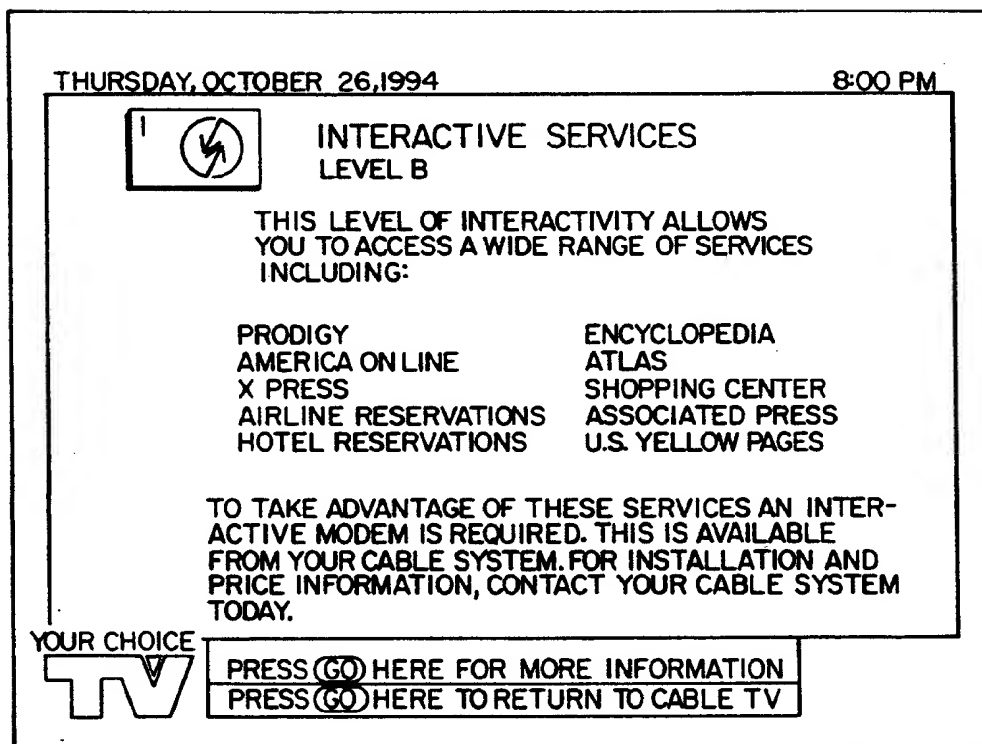 THURSDAY, OCTOBER 26,1994 8:00 PM
1
INTERACTIVE SERVICES
LEVEL B
THIS LEVEL OF INTERACTIVITY ALLOWS
YOU TO ACCESS A WIDE RANGE OF SERVICES
INCLUDING:
PRODIGY ENCYCLOPEDIA
AMERICA ON LINE ATLAS
X PRESS SHOPPING CENTER
AIRLINE RESERVATIONS ASSOCIATED PRESS
HOTEL RESERVATIONS U.S. YELLOW PAGES
TO TAKE ADVANTAGE OF THESE SERVICES AN INTER-
ACTIVE MODEM IS REQUIRED. THIS IS AVAILABLE
FROM YOUR CABLE SYSTEM. FOR INSTALLATION AND
PRICE INFORMATION, CONTACT YOUR CABLE SYSTEM
TODAY.
YOUR CHOICE
TV
PRESS GO HERE FOR MORE INFORMATION
PRESS GO HERE TO RETURN TO CABLE TV